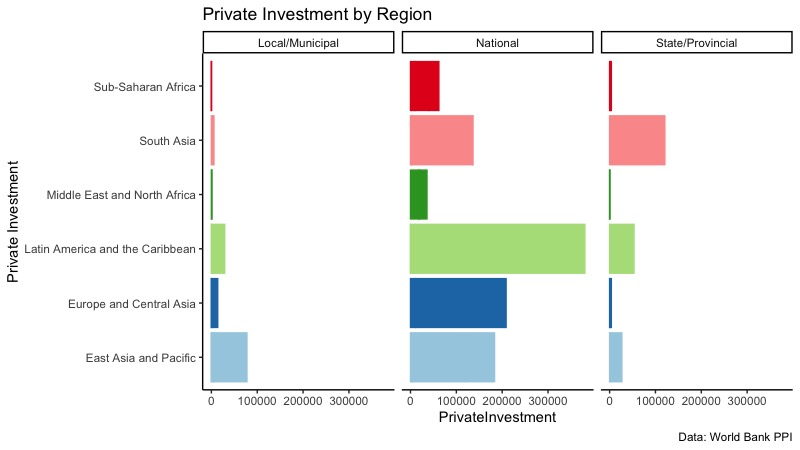 Private Investment by Region
Local/Municipal
National
State/Provincial
Private Investment
Sub-Saharan Africa
South Asia
Middle East and North Africa
Latin America and the Caribbean
Europe and Central Asia
East Asia and Pacific
0 100000 200000 300000
0 100000 200000 300000
0 100000 200000 300000
PrivateInvestment
Data: World Bank PPI